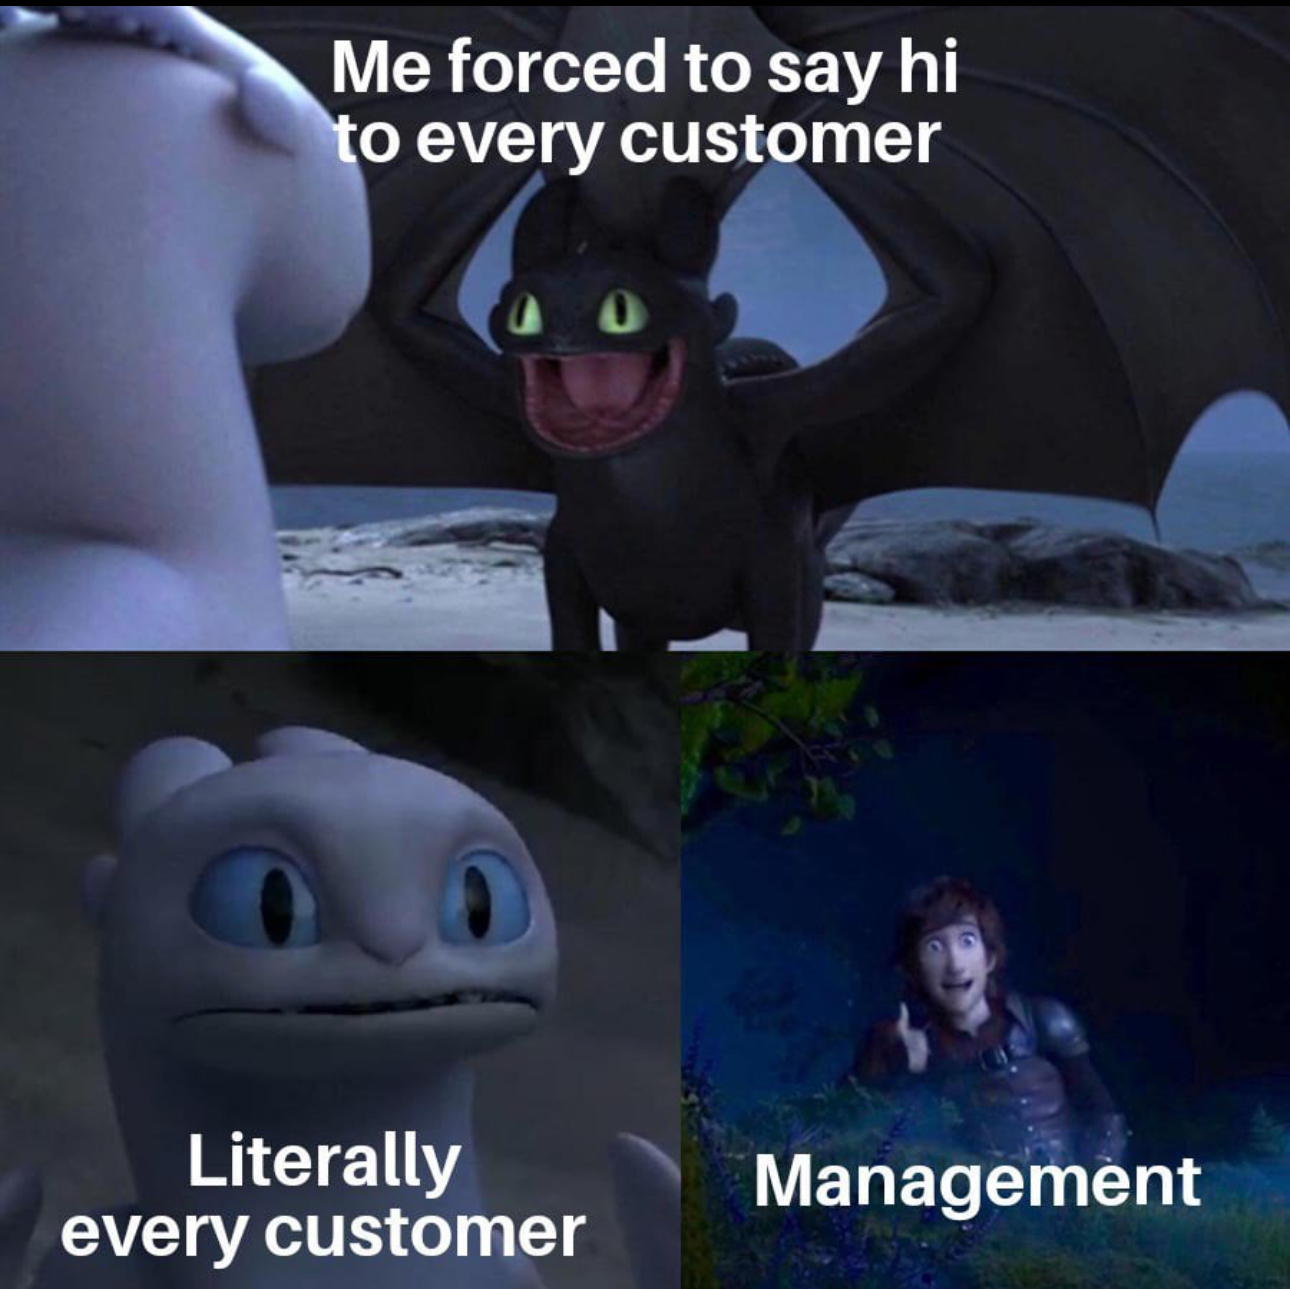 Me forced to say hi
to every customer
Literally
every customer
Management